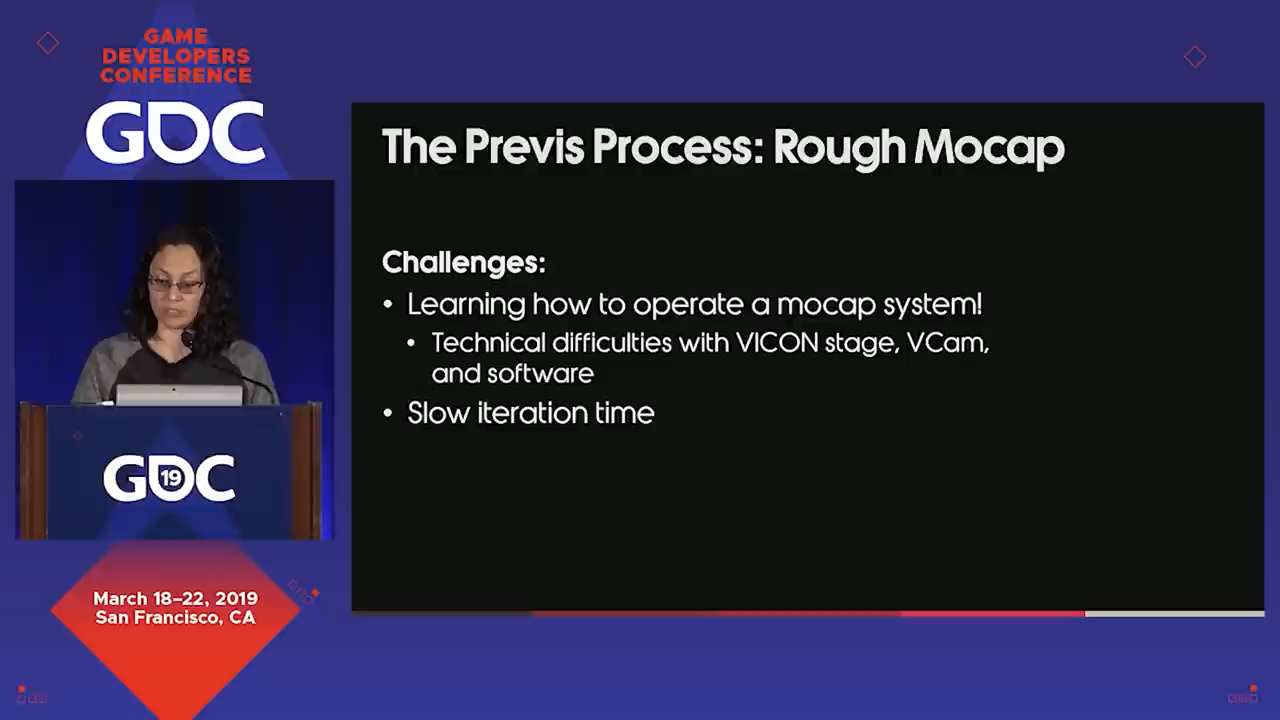 GAME
DEVELOPERS
CONFERENCE
GDC
The Previs Process: Rough Mocap
Challenges:
• Learning how to operate a mocap system!
• Technical difficulties with VICON stage, VCam,
and software
• Slow iteration time
GDC
19
March 18–22, 2019
San Francisco, CA